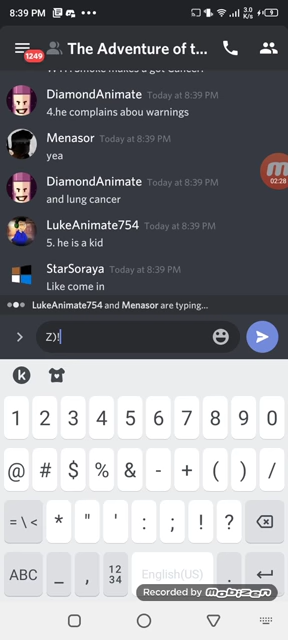 8:39 PM
3.0
K/s
1249
The Adventure of t...
DiamondAnimate Today at 8:39 PM
4.he complains abou warnings
Menasor Today at 8:39 PM
yea
02:28
DiamondAnimate Today at 8:39 PM
and lung cancer
LukeAnimate754 Today at 8:39 PM
5. he is a kid
StarSoraya Today at 8:39 PM
Like come in
LukeAnimate754 and Menasor are typing...
Z)!
1 2 3 4 5 6 7 8 9 0
@ # $ % & - + ( ) /
= \ < * " ' : ; ! ?
ABC _ , 12 34 English(US) .
Recorded by mobizen